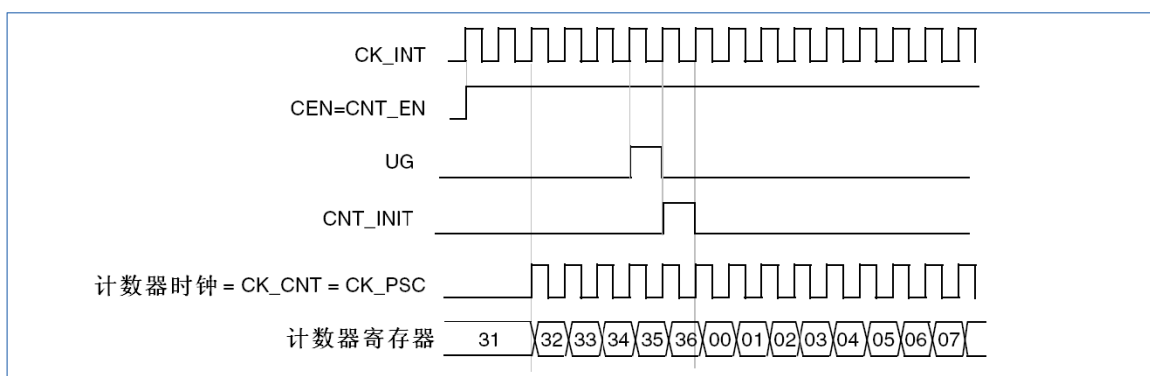 CK_INT
CEN=CNT_EN
UG
CNT_INIT
计数器时钟 = CK_CNT = CK_PSC
计数器寄存器 31 32 33 34 35 36 00 01 02 03 04 05 06 07